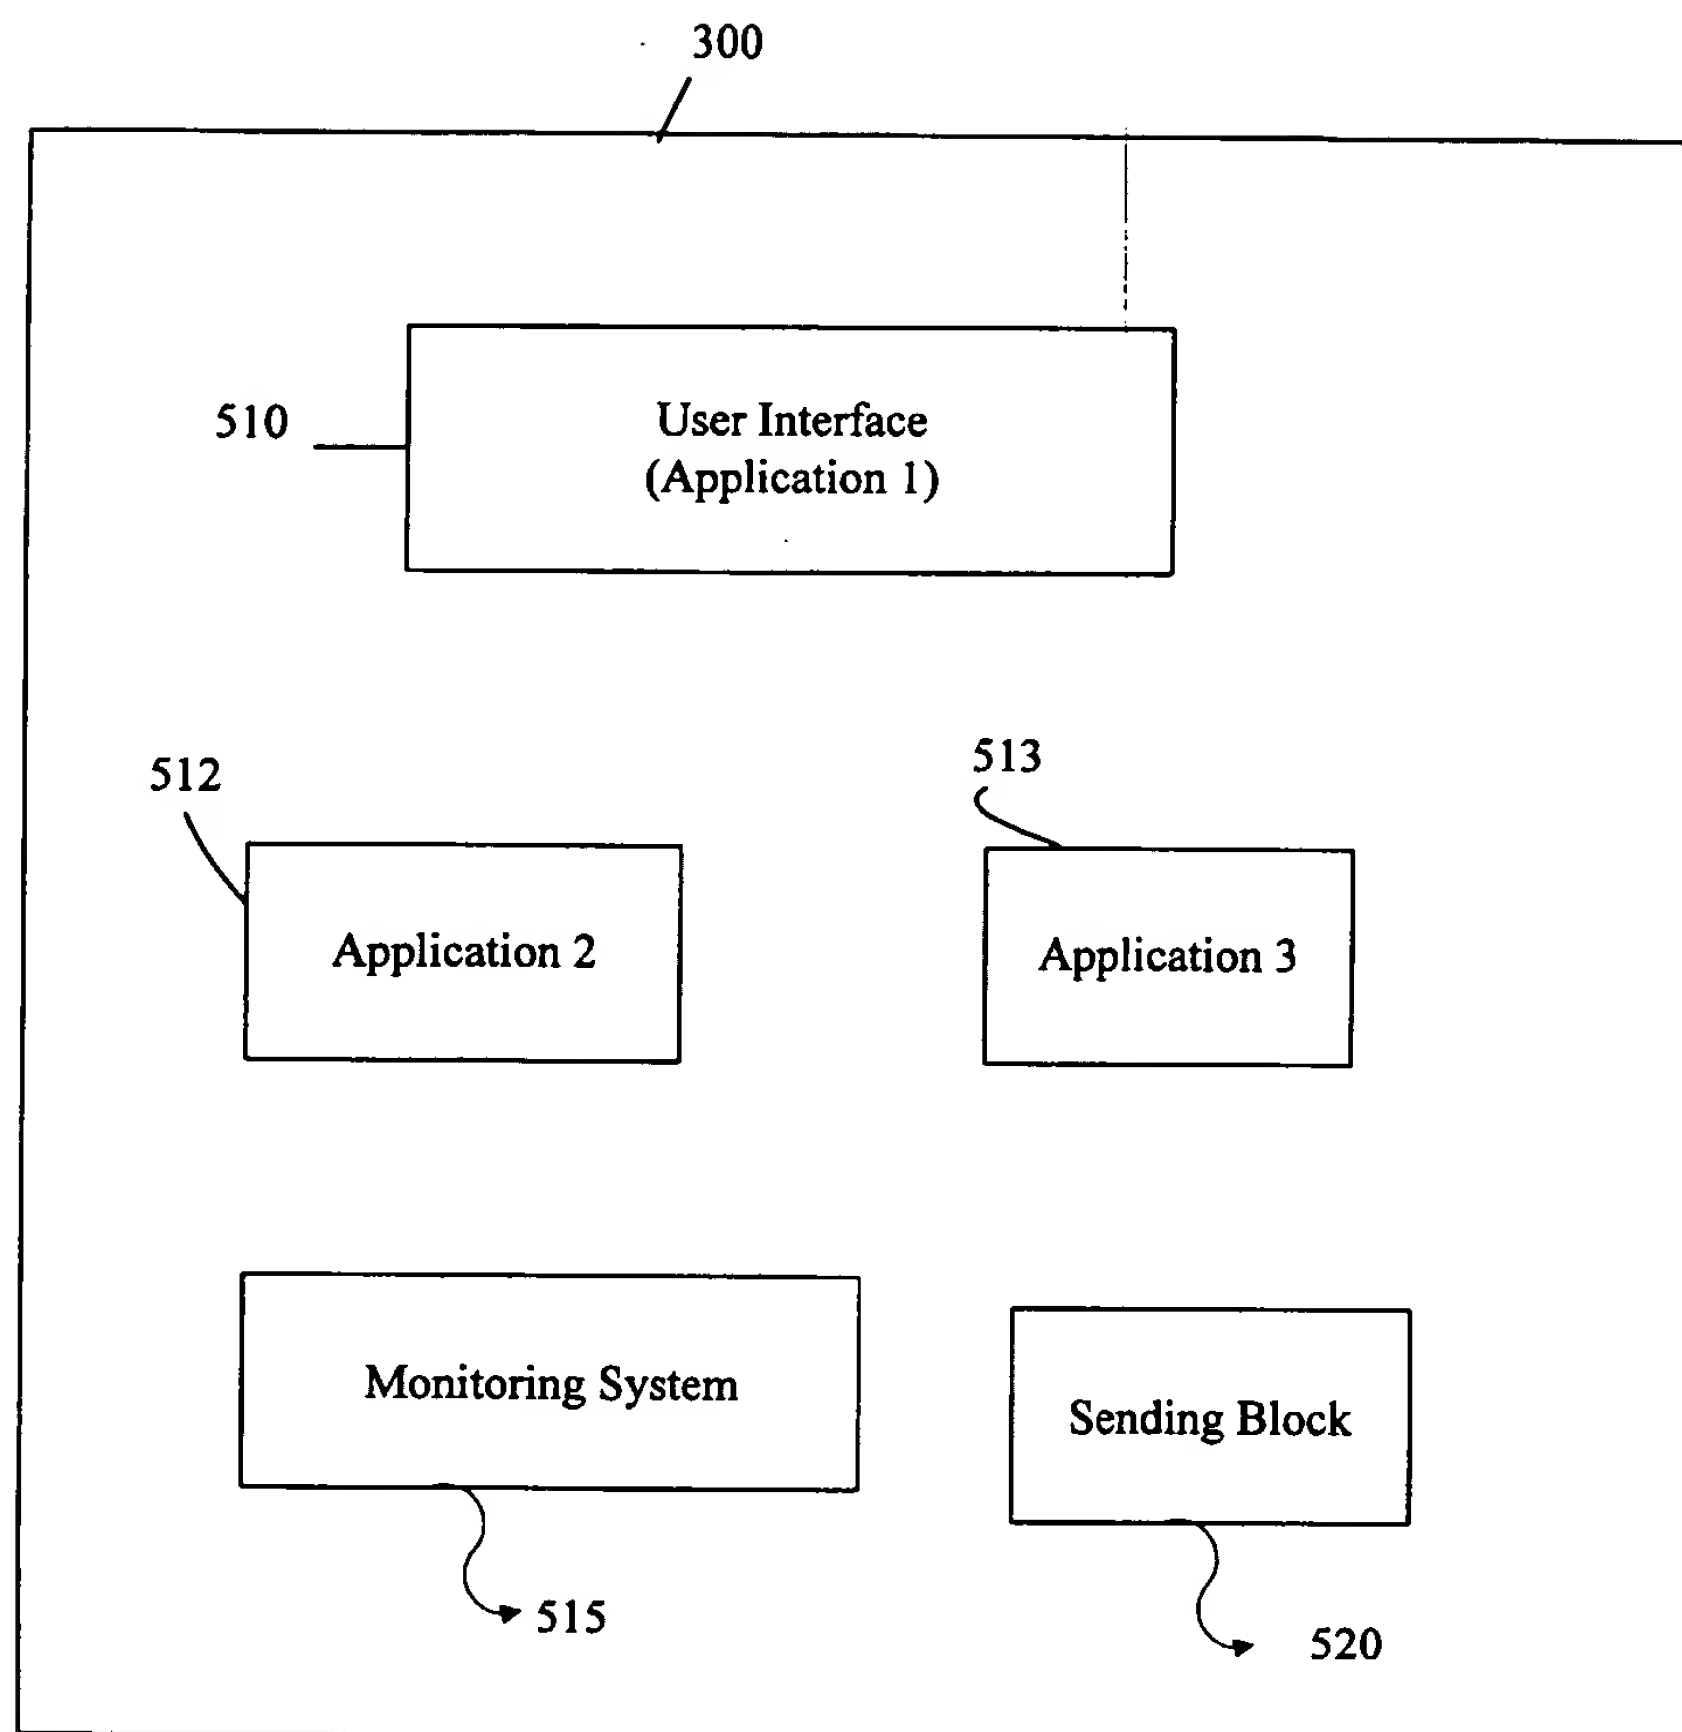 300
510
User Interface
(Application 1)
512
513
Application 2
Application 3
Monitoring System
Sending Block
515
520